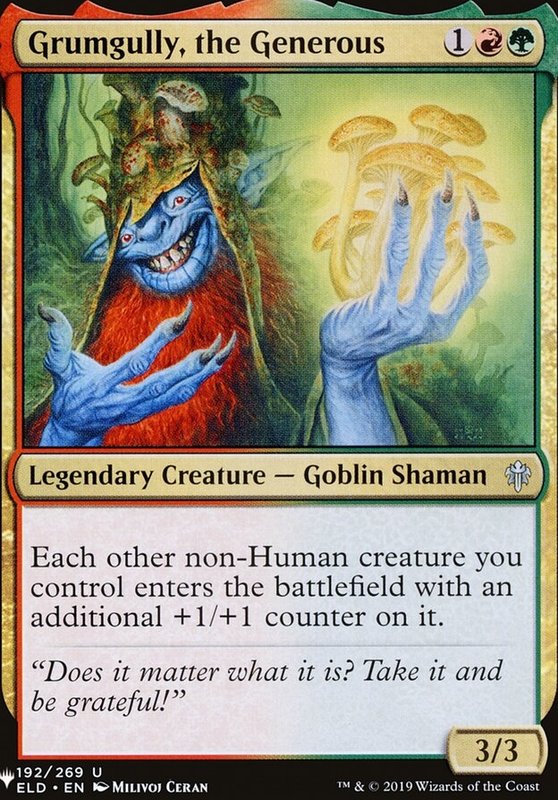 Grumgully, the Generous 1
Legendary Creature — Goblin Shaman
Each other non-Human creature you
control enters the battlefield with an
additional +1/+1 counter on it.
“Does it matter what it is? Take it and
be grateful!”
3/3
192/269 U
ELD • EN Milivoj Ceran
™ & © 2019 Wizards of the Coast